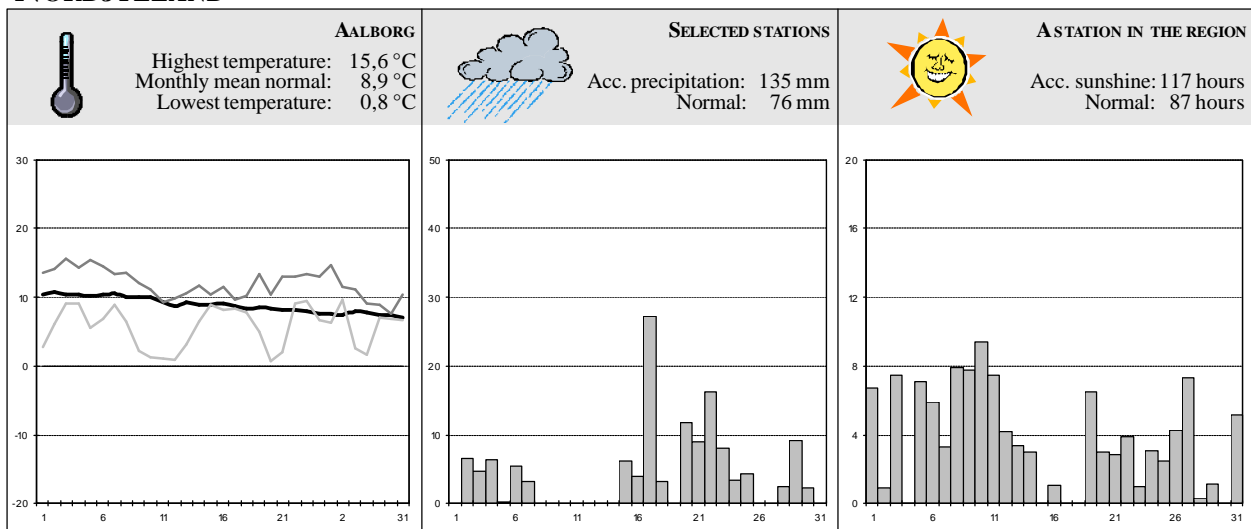 AALBORG
Highest temperature: 15,6 °C
Monthly mean normal: 8,9 °C
Lowest temperature: 0,8 °C
SELECTED STATIONS
Acc. precipitation: 135 mm
Normal: 76 mm
A STATION IN THE REGION
Acc. sunshine: 117 hours
Normal: 87 hours
30
20
10
0
-10
-20
1 6 11 16 21 2 31
50
40
30
20
10
0
1 6 11 16 21 26 31
20
16
12
8
4
0
1 6 11 16 21 26 31